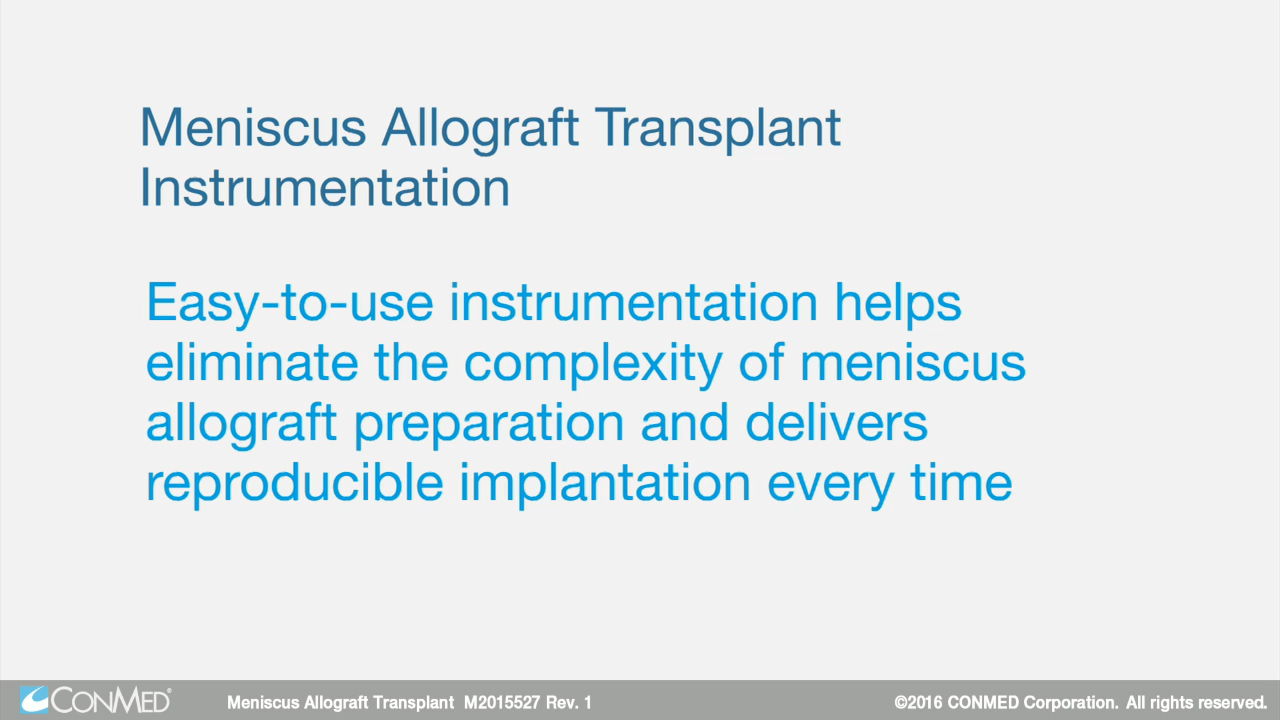 Meniscus Allograft Transplant
Instrumentation
Easy-to-use instrumentation helps
eliminate the complexity of meniscus
allograft preparation and delivers
reproducible implantation every time
CONMED® Meniscus Allograft Transplant M2015527 Rev. 1 ©2016 CONMED Corporation. All rights reserved.